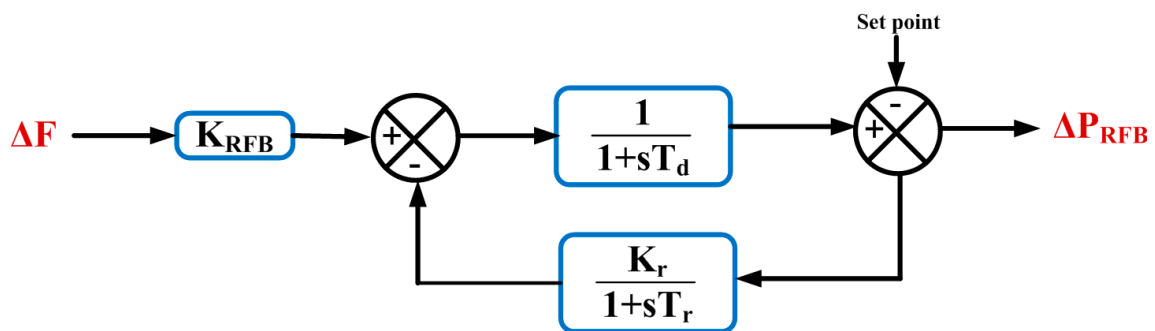 Set point
ΔF
K_RFB
+
-
1
1+sT_d
-
+
ΔP_RFB
K_r
1+sT_r